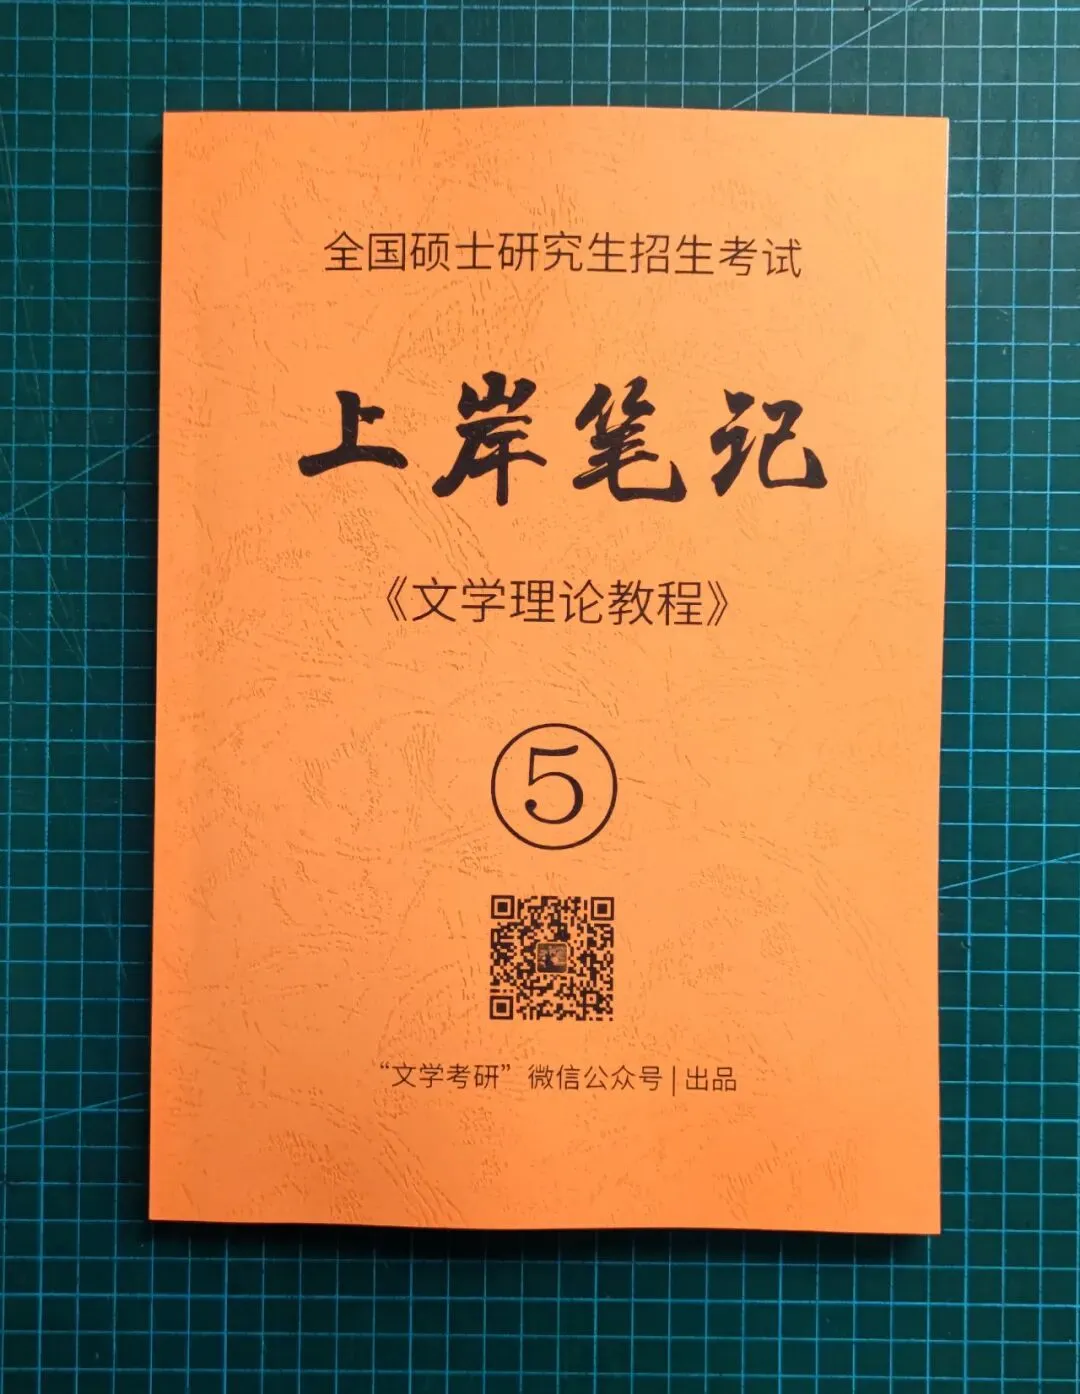 全国硕士研究生招生考试
上岸笔记
《文学理论教程》
⑤
“文学考研”微信公众号|出品